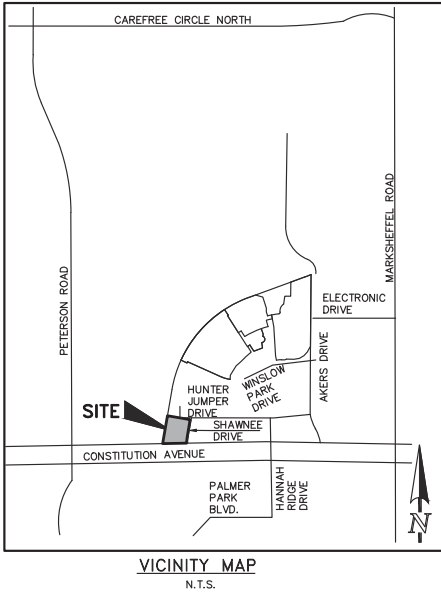 CAREFREE CIRCLE NORTH
MARKSHEFFEL ROAD
PETERSON ROAD
ELECTRONIC
DRIVE
AKERS DRIVE
WINSLOW
PARK
DRIVE
HUNTER
JUMPER
DRIVE
SITE
SHAWNEE
DRIVE
CONSTITUTION AVENUE
PALMER
PARK
BLVD.
HANNAH
RIDGE
DRIVE
N
VICINITY MAP
N.T.S.